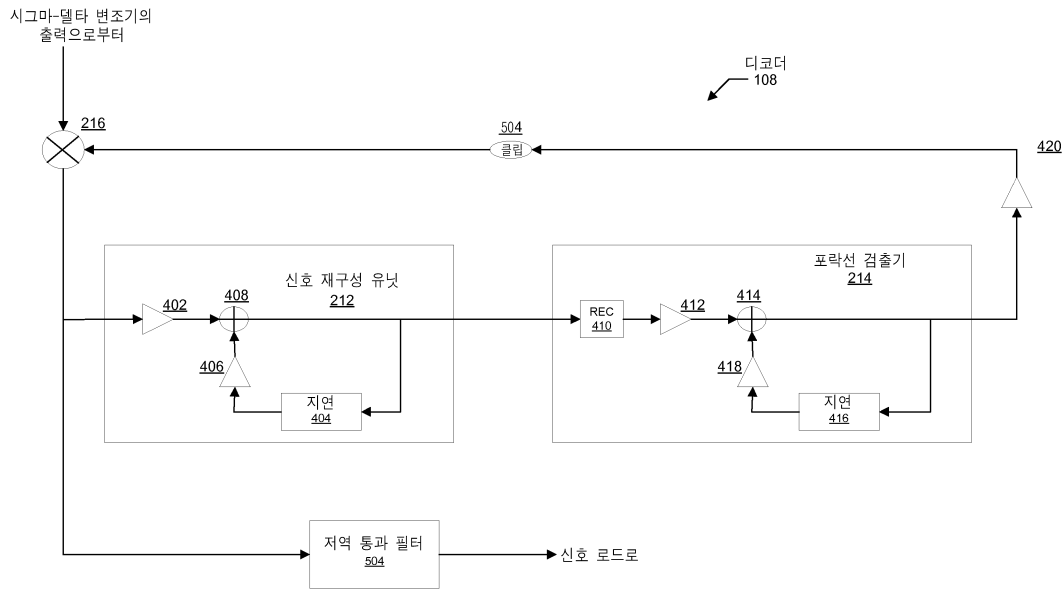 시그마-델타 변조기의
출력으로부터
디코더
108
216
504
클립
420
신호 재구성 유닛
212
포락선 검출기
214
402
408
406
지연
404
REC
410
412
414
418
지연
416
저역 통과 필터
504
신호 로드로